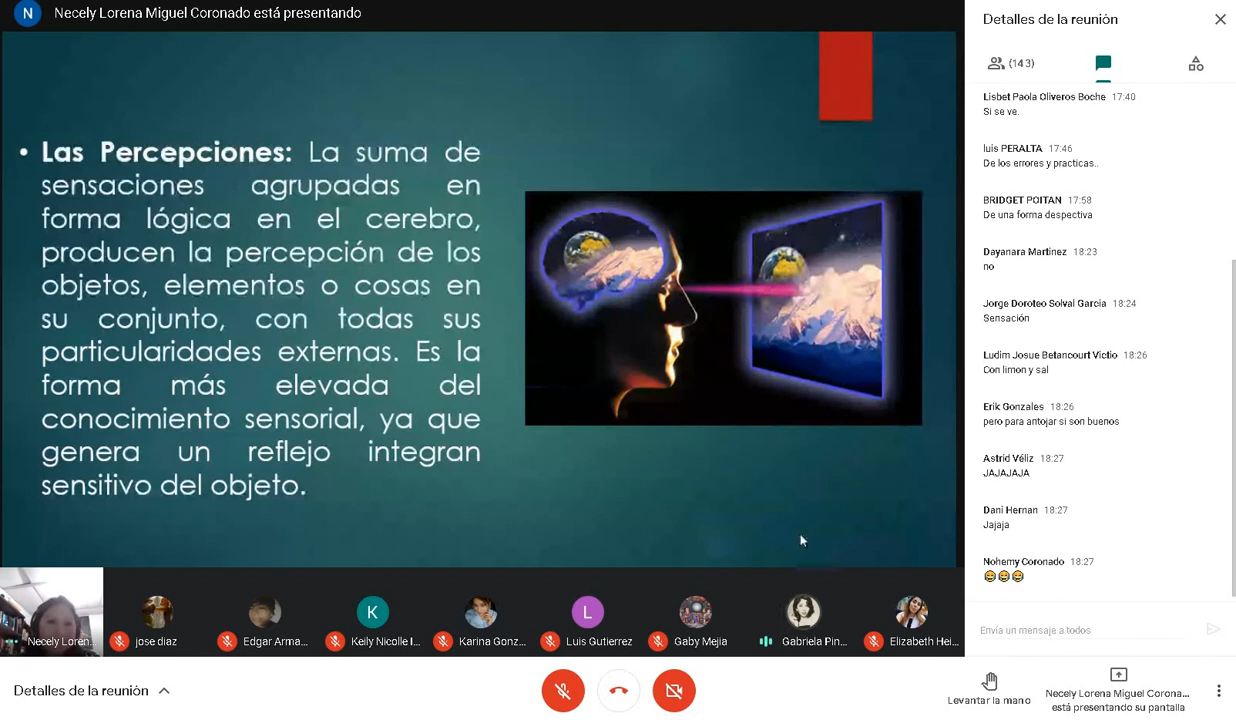 N
Necely Lorena Miguel Coronado está presentando
• Las Percepciones: La suma de
sensaciones agrupadas en
forma lógica en el cerebro,
producen la percepción de los
objetos, elementos o cosas en
su conjunto, con todas sus
particularidades externas. Es la
forma más elevada del
conocimiento sensorial, ya que
genera un reflejo integran
sensitivo del objeto.
Necely Loren...
jose diaz
Edgar Arma...
K
Keily Nicolle I...
Karina Gonz...
L
Luis Gutierrez
Gaby Mejia
Gabriela Pin...
Elizabeth Hei...
Detalles de la reunión
Detalles de la reunión
(143)
Lisbet Paola Oliveros Boche 17:40
Si se ve.
luis PERALTA 17:46
De los errores y practicas..
BRIDGET POITAN 17:58
De una forma despectiva
Dayanara Martinez 18:23
no
Jorge Doroteo Solval Garcia 18:24
Sensación
Ludim Josue Betancourt Victio 18:26
Con limon y sal
Erik Gonzales 18:26
pero para antojar si son buenos
Astrid Véliz 18:27
JAJAJAJA
Dani Hernan 18:27
Jajaja
Nohemy Coronado 18:27
😂😂😂
Envía un mensaje a todos
Levantar la mano
Necely Lorena Miguel Corona...
está presentando su pantalla